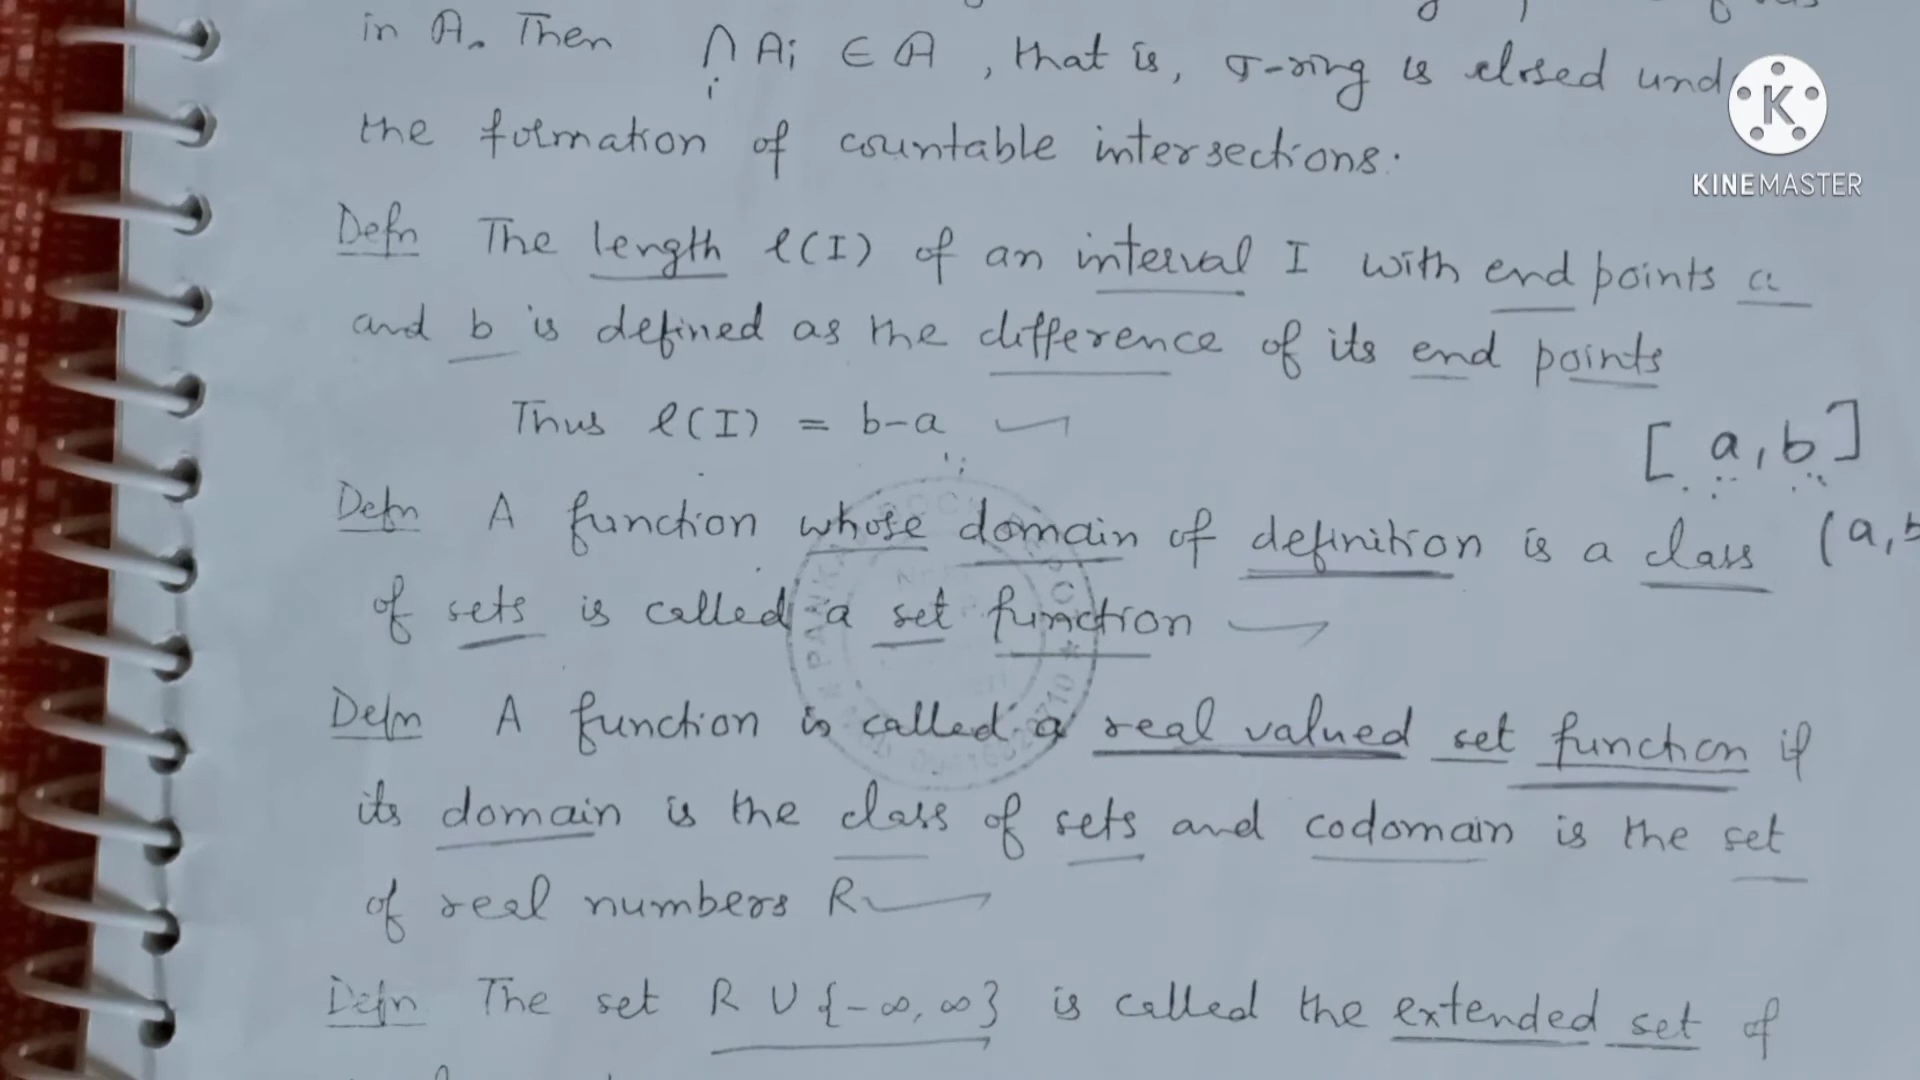 in A. Then ∩ Ai ∈ A, that is, σ-ring is closed und
i
the formation of countable intersections.
K
KINEMASTER
Defn The length l(I) of an interval I with end points a
and b is defined as the difference of its end points
Thus l(I) = b-a
[a, b]
Defn A function whose domain of definition is a class
(a, b
of sets is called a set function
Defn A function is called a real valued set function if
its domain is the class of sets and codomain is the set
of real numbers R
Defn The set R ∪ {-∞, ∞} is called the extended set of